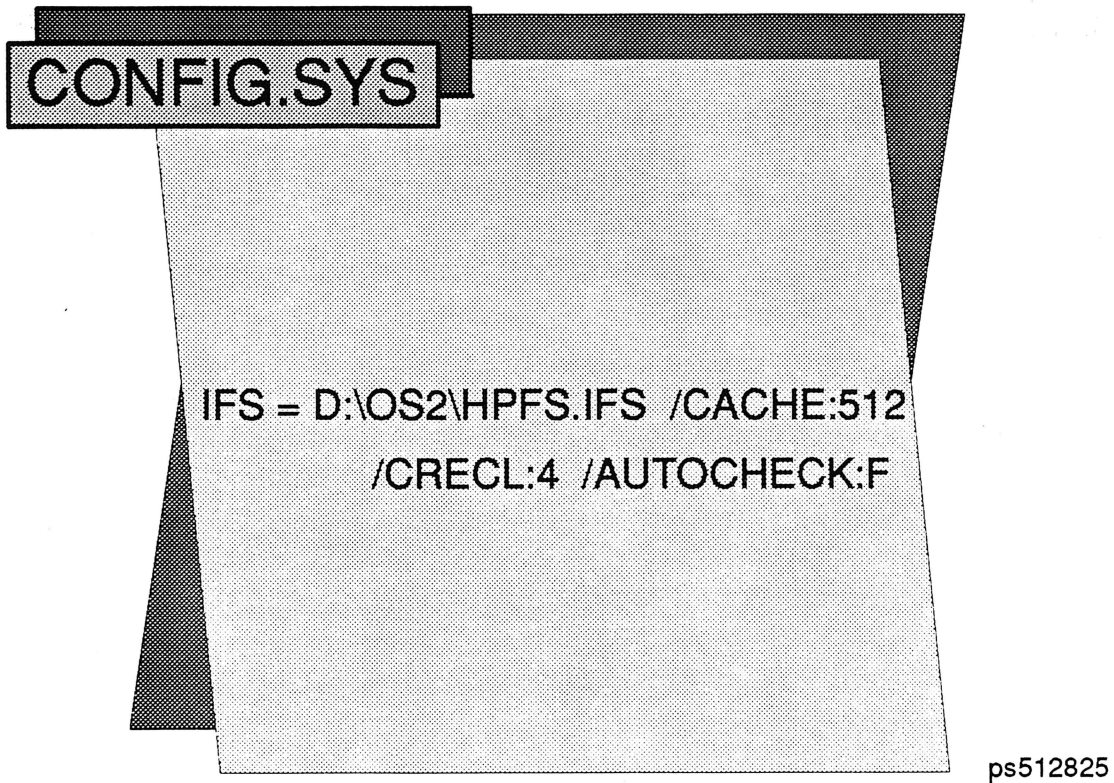 CONFIG.SYS
IFS = D:\OS2\HPFS.IFS /CACHE:512
/CRECL:4 /AUTOCHECK:F
ps512825